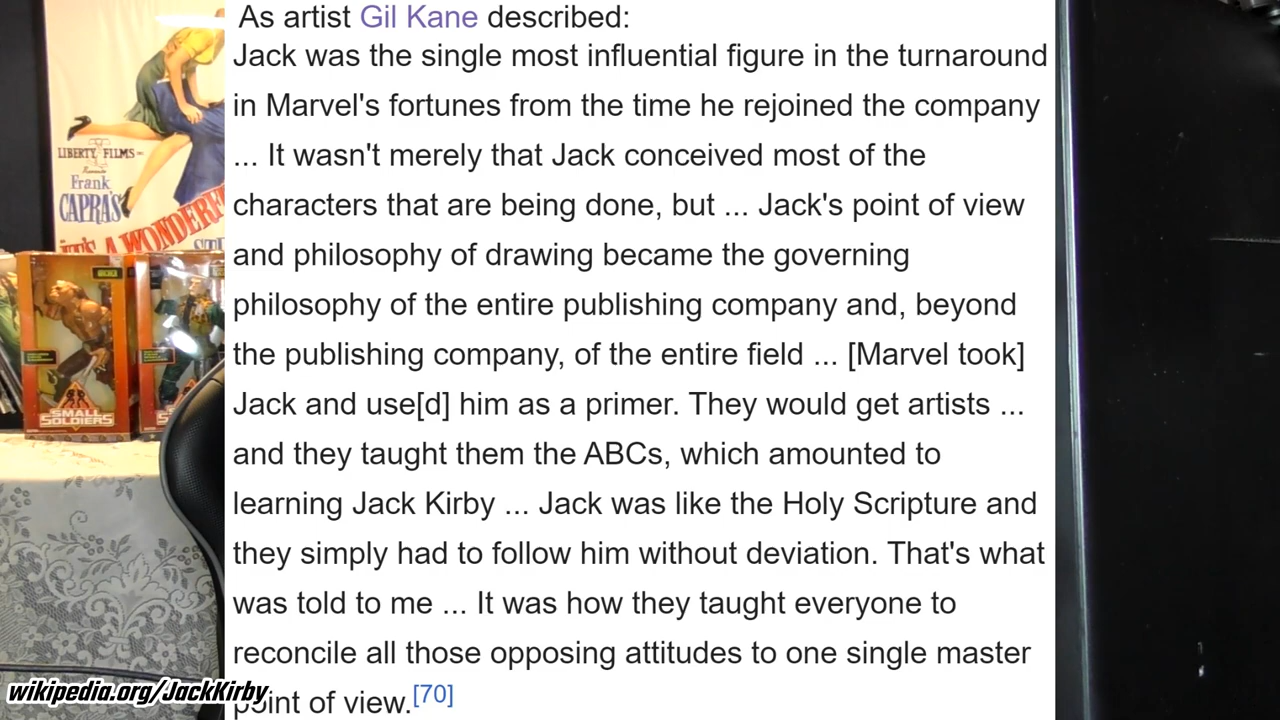 As artist Gil Kane described:
Jack was the single most influential figure in the turnaround
in Marvel's fortunes from the time he rejoined the company
... It wasn't merely that Jack conceived most of the
characters that are being done, but ... Jack's point of view
and philosophy of drawing became the governing
philosophy of the entire publishing company and, beyond
the publishing company, of the entire field ... [Marvel took]
Jack and use[d] him as a primer. They would get artists ...
and they taught them the ABCs, which amounted to
learning Jack Kirby ... Jack was like the Holy Scripture and
they simply had to follow him without deviation. That's what
was told to me ... It was how they taught everyone to
reconcile all those opposing attitudes to one single master
point of view.[70]
wikipedia.org/JackKirby
LIBERTY FILMS
Frank
CAPRA'S
IT'S A WONDERF
ST
SMALL
SOLDIERS